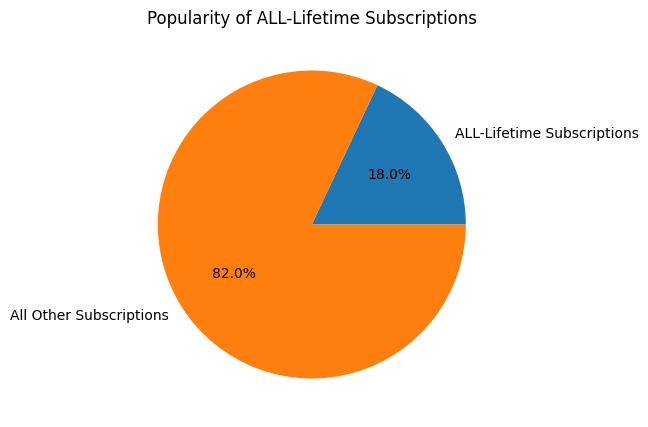 Popularity of ALL-Lifetime Subscriptions
ALL-Lifetime Subscriptions
18.0%
82.0%
All Other Subscriptions